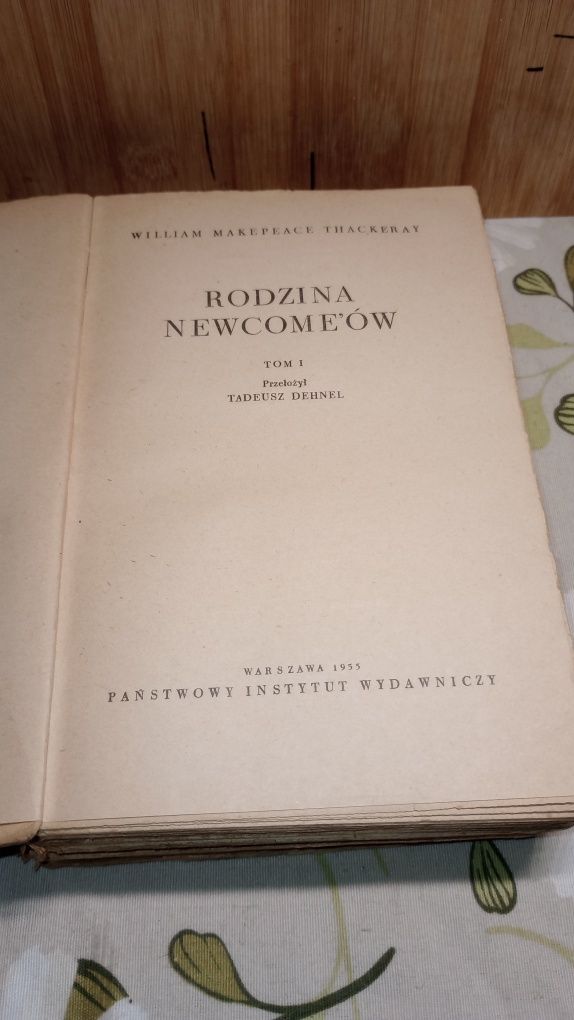 WILLIAM MAKEPEACE THACKERAY
RODZINA
NEWCOME'ÓW
TOM I
Przełożył
TADEUSZ DEHNEL
WARSZAWA 1955
PAŃSTWOWY INSTYTUT WYDAWNICZY